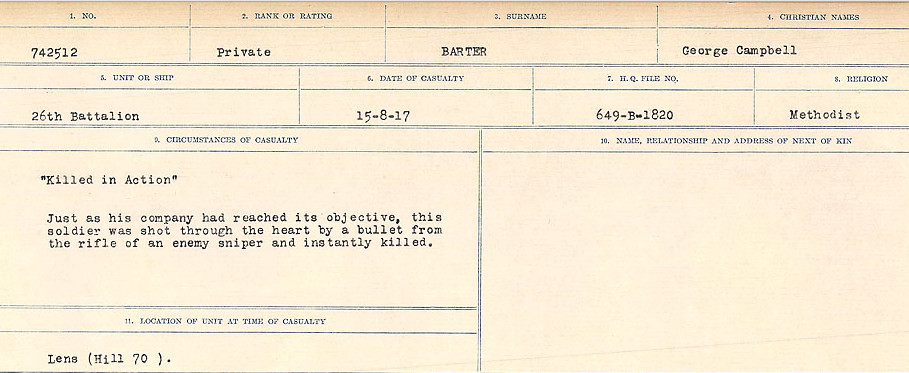 1. NO. 2. RANK OR RATING 3. SURNAME 4. CHRISTIAN NAMES
742512 Private BARTER George Campbell
5. UNIT OR SHIP 6. DATE OF CASUALTY 7. H.Q. FILE NO. 8. RELIGION
26th Battalion 15-8-17 649-B-1820 Methodist
9. CIRCUMSTANCES OF CASUALTY 10. NAME, RELATIONSHIP AND ADDRESS OF NEXT OF KIN
"Killed in Action"
Just as his company had reached its objective, this
soldier was shot through the heart by a bullet from
the rifle of an enemy sniper and instantly killed.
11. LOCATION OF UNIT AT TIME OF CASUALTY
Lens (Hill 70 ).